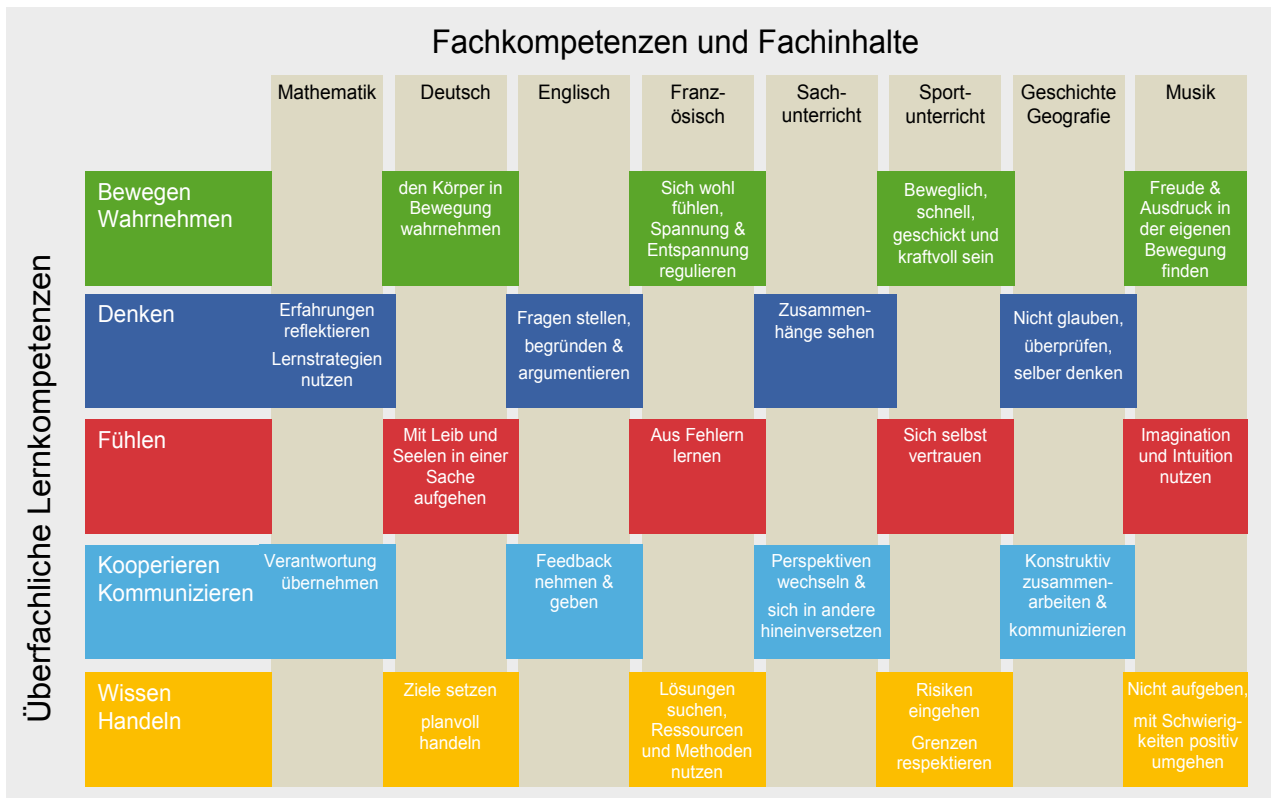 Fachkompetenzen und Fachinhalte
Mathematik
Deutsch
Englisch
Franz-
ösisch
Sach-
unterricht
Sport-
unterricht
Geschichte
Geografie
Musik
Überfachliche Lernkompetenzen
Bewegen
Wahrnehmen
den Körper in
Bewegung
wahrnehmen
Sich wohl
fühlen,
Spannung &
Entspannung
regulieren
Beweglich,
schnell,
geschickt und
kraftvoll sein
Freude &
Ausdruck in
der eigenen
Bewegung
finden
Denken
Erfahrungen
reflektieren
Lernstrategien
nutzen
Fragen stellen,
begründen &
argumentieren
Zusammen-
hänge sehen
Nicht glauben,
überprüfen,
selber denken
Fühlen
Mit Leib und
Seelen in einer
Sache
aufgehen
Aus Fehlern
lernen
Sich selbst
vertrauen
Imagination
und Intuition
nutzen
Kooperieren
Kommunizieren
Verantwortung
übernehmen
Feedback
nehmen &
geben
Perspektiven
wechseln &
sich in andere
hineinversetzen
Konstruktiv
zusammen-
arbeiten &
kommunizieren
Wissen
Handeln
Ziele setzen
planvoll
handeln
Lösungen
suchen,
Ressourcen
und Methoden
nutzen
Risiken
eingehen
Grenzen
respektieren
Nicht aufgeben,
mit Schwierig-
keiten positiv
umgehen